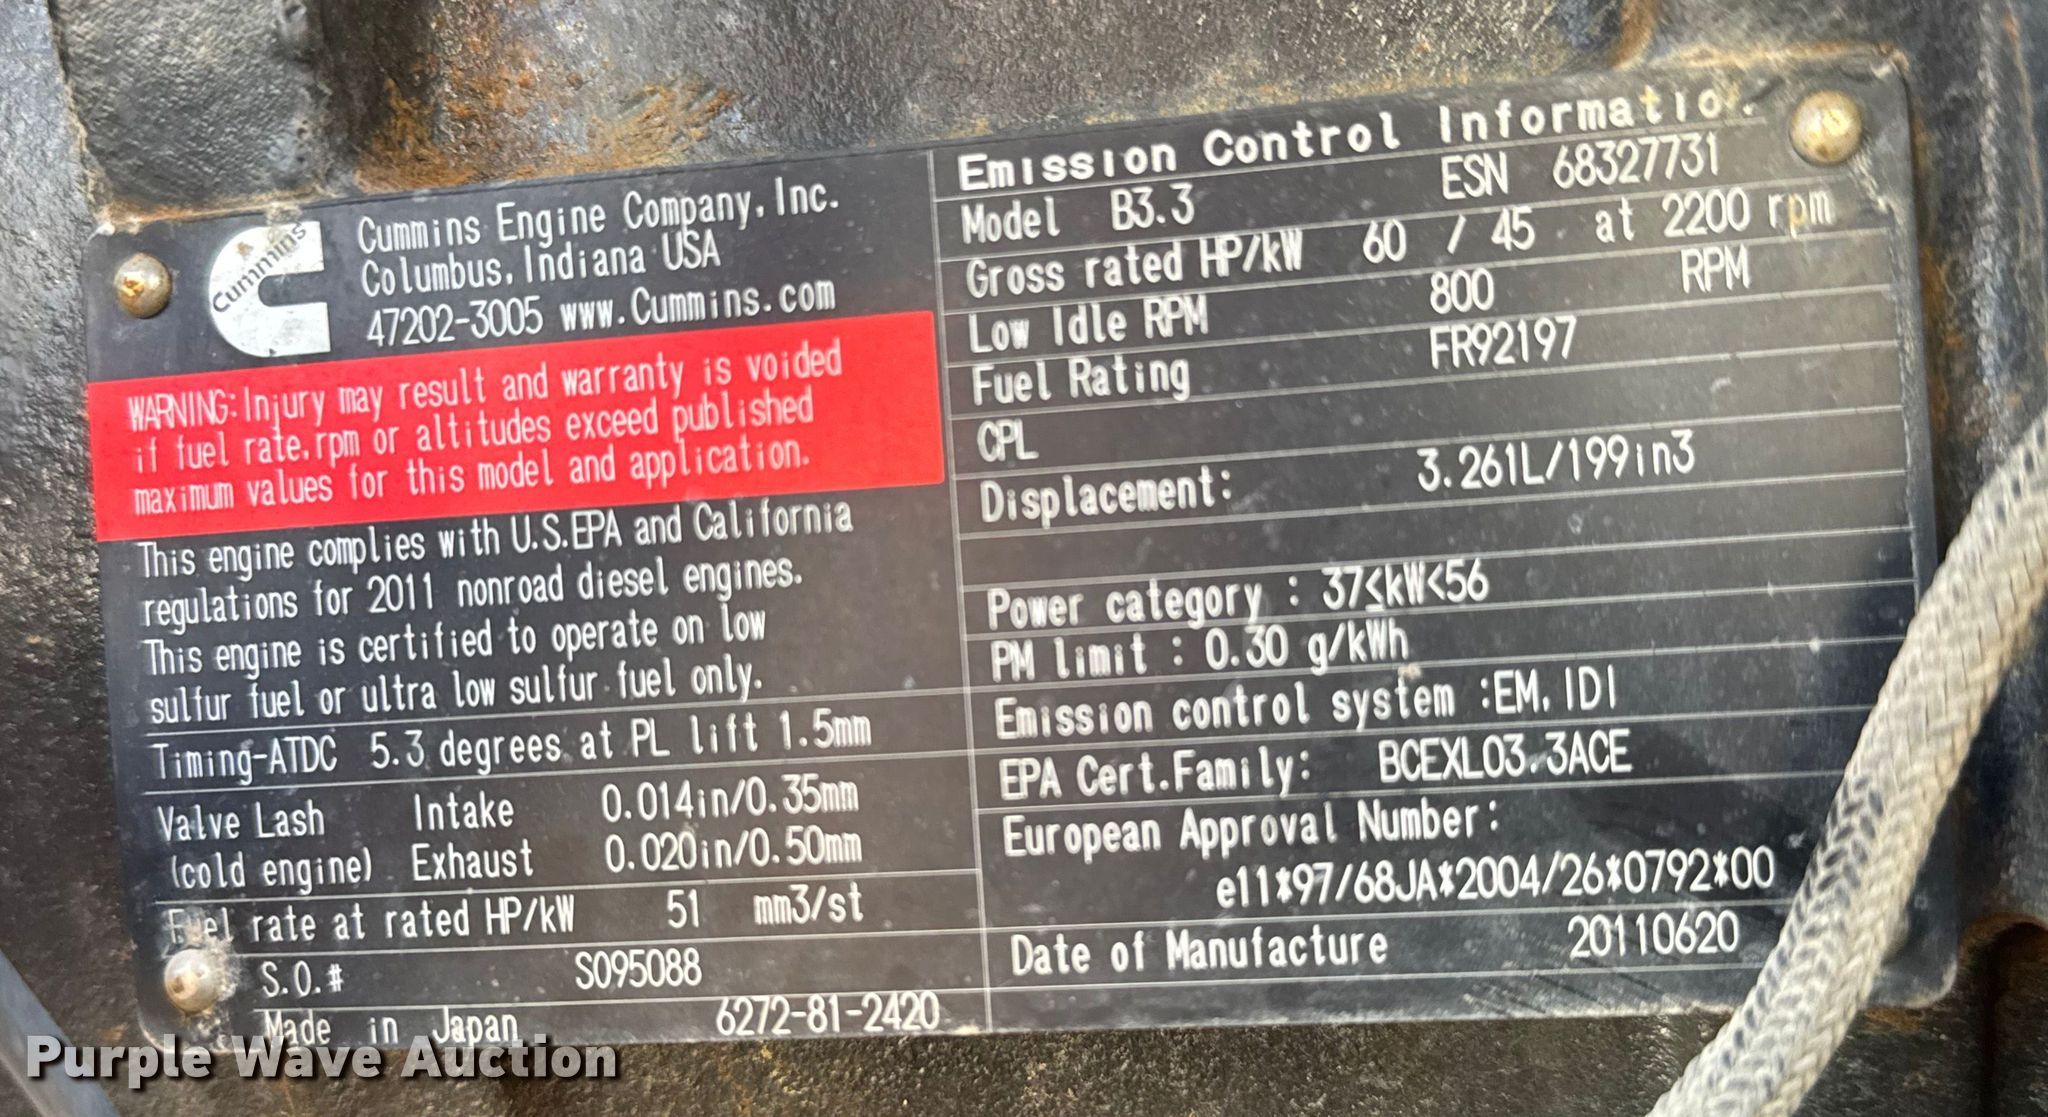 Cummins
Cummins Engine Company, Inc.
Columbus, Indiana USA
47202-3005 www.Cummins.com
WARNING: Injury may result and warranty is voided
if fuel rate, rpm or altitudes exceed published
maximum values for this model and application.
This engine complies with U.S.EPA and California
regulations for 2011 nonroad diesel engines.
This engine is certified to operate on low
sulfur fuel or ultra low sulfur fuel only.
Timing-ATDC 5.3 degrees at PL lift 1.5mm
Valve Lash Intake 0.014in/0.35mm
(cold engine) Exhaust 0.020in/0.50mm
Fuel rate at rated HP/kW 51 mm3/st
S.O.# S095088
Made in Japan 6272-81-2420
Emission Control Information
Model B3.3 ESN 68327731
Gross rated HP/kW 60 / 45 at 2200 rpm
Low Idle RPM 800 RPM
Fuel Rating FR92197
CPL
Displacement: 3.261L/199in3
Power category : 37≤kW<56
PM limit : 0.30 g/kWh
Emission control system :EM, IDI
EPA Cert.Family: BCEXL03.3ACE
European Approval Number:
e11*97/68JA*2004/26*0792*00
Date of Manufacture 20110620
Purple Wave Auction